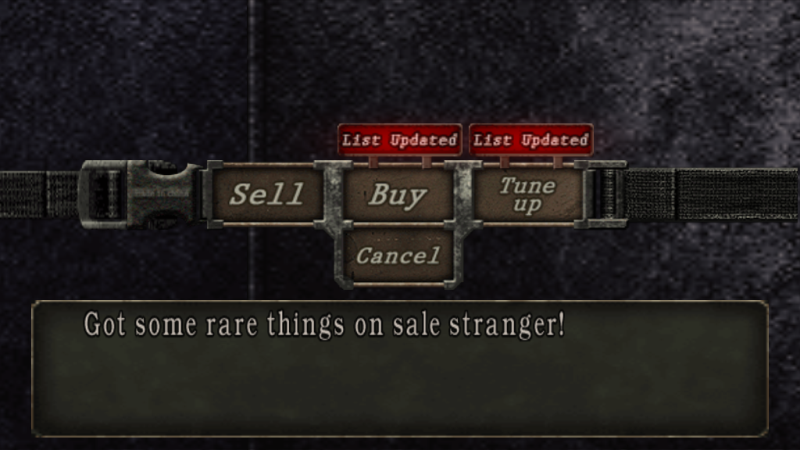 List Updated List Updated
Sell Buy Tune
up
Cancel
Got some rare things on sale stranger!